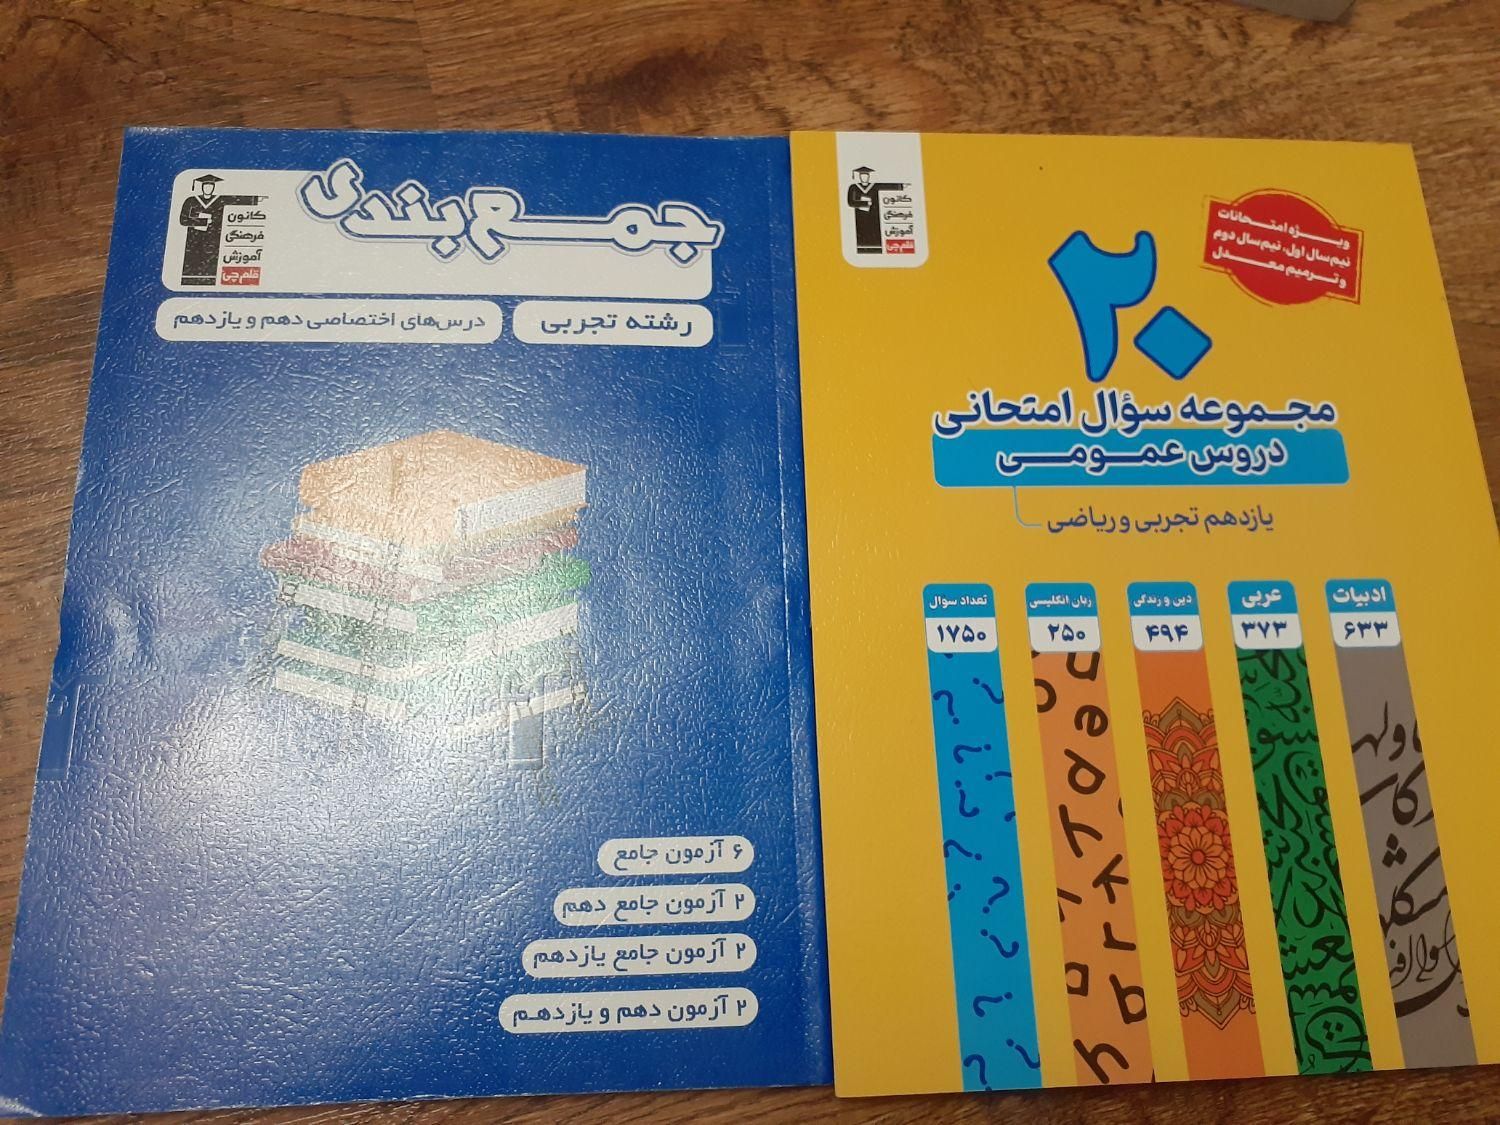 جمع‌بندی
کانون
فرهنگی
آموزش
قلم‌چی
رشته تجربی
درس‌های اختصاصی دهم و یازدهم
۶ آزمون جامع
۲ آزمون جامع دهم
۲ آزمون جامع یازدهم
۲ آزمون دهم و یازدهم
کانون
فرهنگی
آموزش
قلم‌چی
ویژه امتحانات
نیم‌سال اول، نیم‌سال دوم
و ترمیم معدل
۲۰
مجموعه سؤال امتحانی
دروس عمومی
یازدهم تجربی و ریاضی
ادبیات
۶۳۳
عربی
۳۷۳
دین و زندگی
۴۹۴
زبان انگلیسی
۲۵۰
تعداد سوال
۱۷۵۰